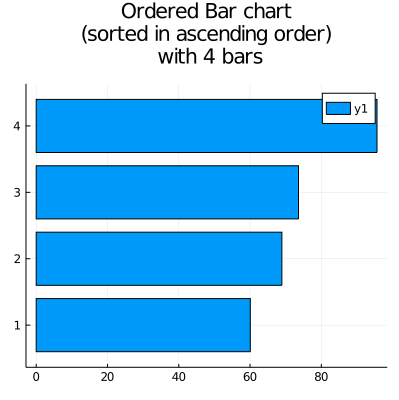 Ordered Bar chart
(sorted in ascending order)
with 4 bars
y1
4
3
2
1
0 20 40 60 80